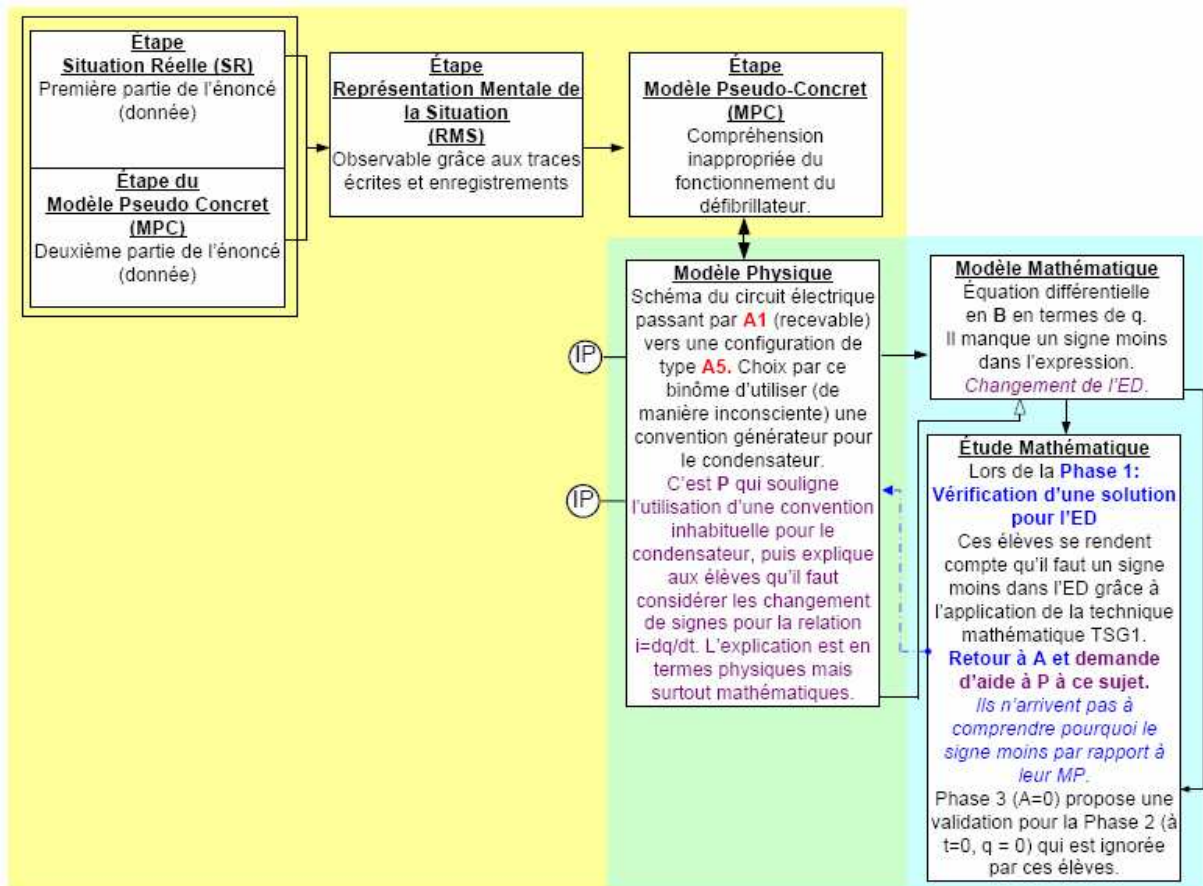 Étape
Situation Réelle (SR)
Première partie de l'énoncé
(donnée)
Étape du
Modèle Pseudo Concret
(MPC)
Deuxième partie de l'énoncé
(donnée)
Étape
Représentation Mentale de
la Situation
(RMS)
Observable grâce aux traces
écrites et enregistrements
Étape
Modèle Pseudo-Concret
(MPC)
Compréhension
inappropriée du
fonctionnement du
défibrillateur.
IP
IP
Modèle Physique
Schéma du circuit électrique
passant par A1 (recevable)
vers une configuration de
type A5. Choix par ce
binôme d'utiliser (de
manière inconsciente) une
convention générateur pour
le condensateur.
C'est P qui souligne
l'utilisation d'une convention
inhabituelle pour le
condensateur, puis explique
aux élèves qu'il faut
considérer les changement
de signes pour la relation
i=dq/dt. L'explication est en
termes physiques mais
surtout mathématiques.
Modèle Mathématique
Équation différentielle
en B en termes de q.
Il manque un signe moins
dans l'expression.
Changement de l'ED.
Étude Mathématique
Lors de la Phase 1:
Vérification d'une solution
pour l'ED
Ces élèves se rendent
compte qu'il faut un signe
moins dans l'ED grâce à
l'application de la technique
mathématique TSG1.
Retour à A et demande
d'aide à P à ce sujet.
Ils n'arrivent pas à
comprendre pourquoi le
signe moins par rapport à
leur MP.
Phase 3 (A=0) propose une
validation pour la Phase 2 (à
t=0, q = 0) qui est ignorée
par ces élèves.